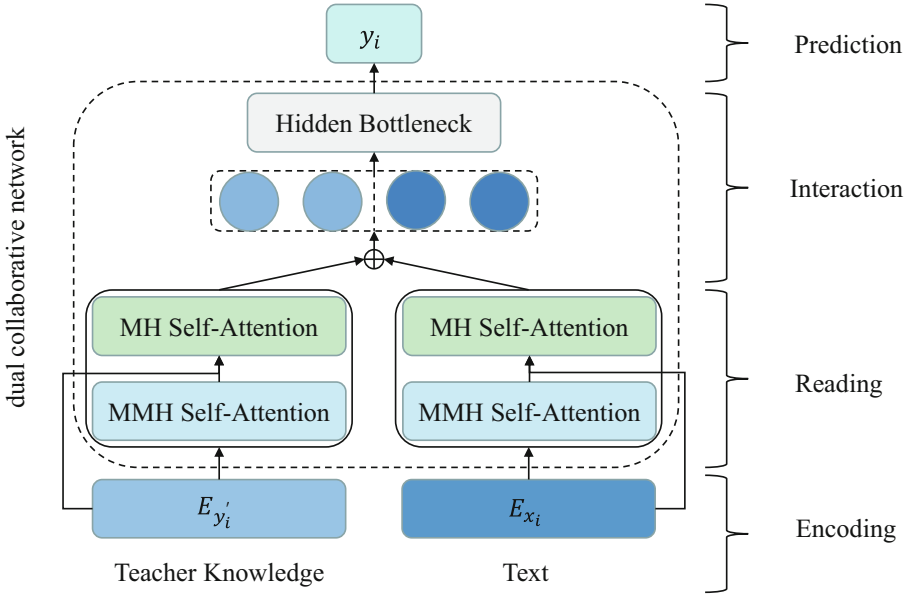 y_i
Prediction
Hidden Bottleneck
Interaction
dual collaborative network
MH Self-Attention
MH Self-Attention
Reading
MMH Self-Attention
MMH Self-Attention
E_{y_i'}
E_{x_i}
Encoding
Teacher Knowledge
Text